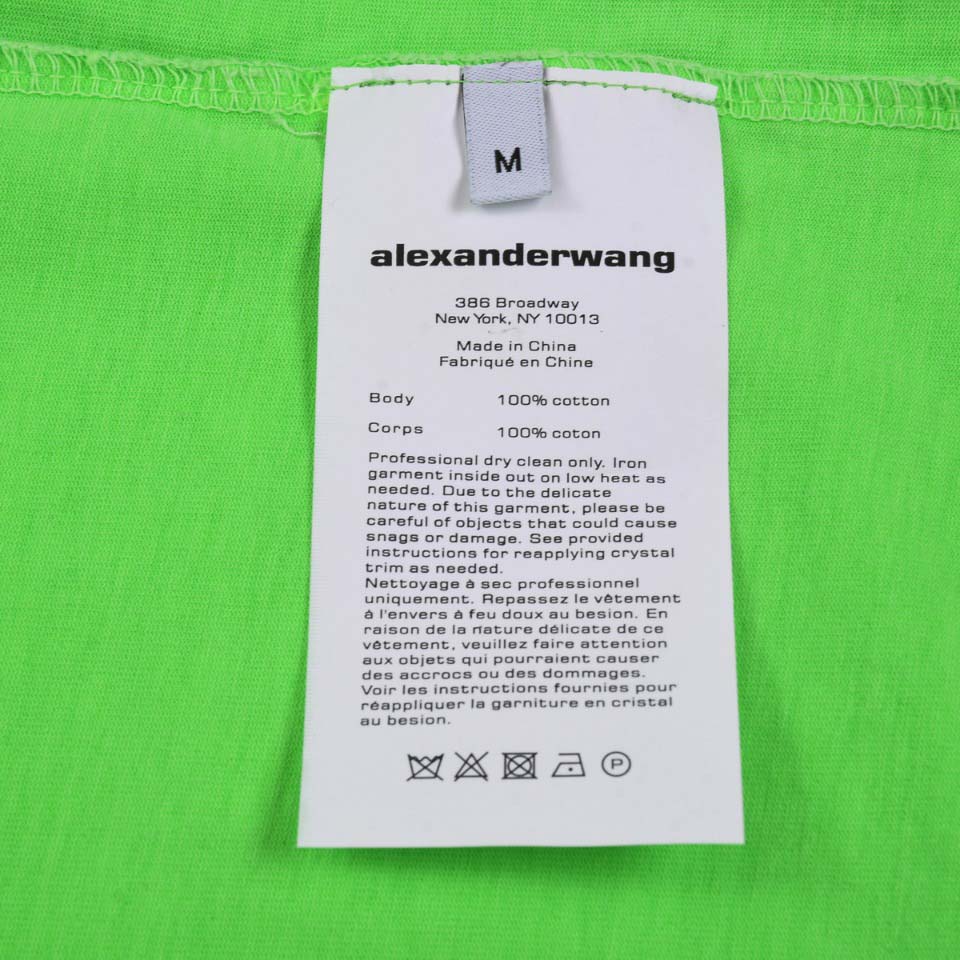 M
alexanderwang
386 Broadway
New York, NY 10013
Made in China
Fabriqué en Chine
Body 100% cotton
Corps 100% coton
Professional dry clean only. Iron
garment inside out on low heat as
needed. Due to the delicate
nature of this garment, please be
careful of objects that could cause
snags or damage. See provided
instructions for reapplying crystal
trim as needed.
Nettoyage à sec professionnel
uniquement. Repassez le vêtement
à l'envers à feu doux au besion. En
raison de la nature délicate de ce
vêtement, veuillez faire attention
aux objets qui pourraient causer
des accrocs ou des dommages.
Voir les instructions fournies pour
réappliquer la garniture en cristal
au besion.
P